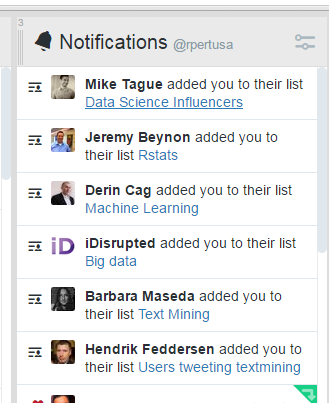 3
Notifications @rpertusa
Mike Tague added you to their list
Data Science Influencers
Jeremy Beynon added you to
their list Rstats
Derin Cag added you to their list
Machine Learning
iD
iDisrupted added you to their list
Big data
Barbara Maseda added you to
their list Text Mining
Hendrik Feddersen added you to
their list Users tweeting textmining